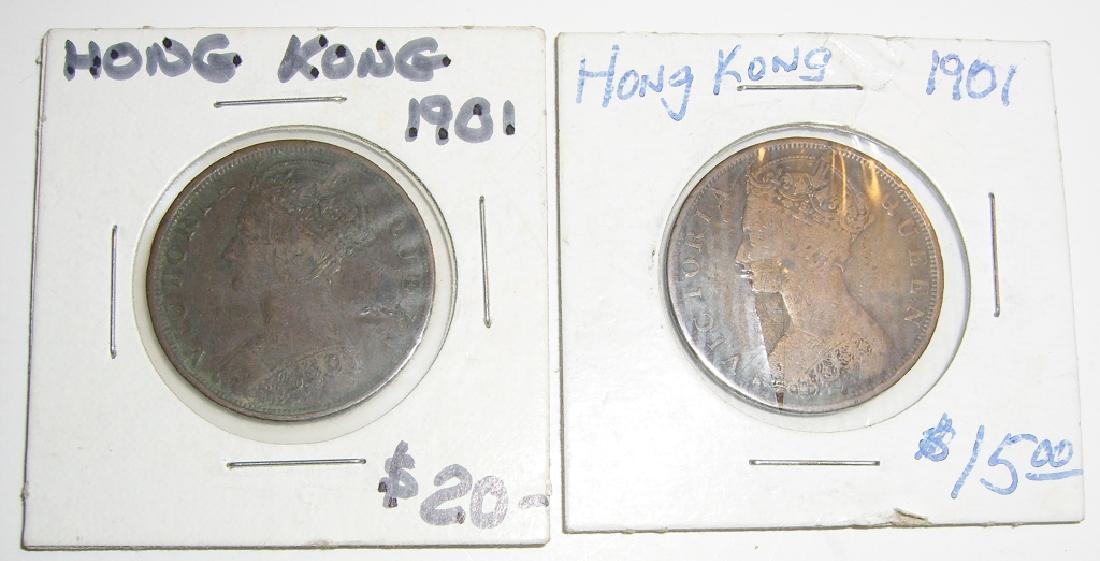 HONG KONG
1901
VICTORIA QUEEN
$20-
Hong Kong 1901
VICTORIA QUEEN
$15.00